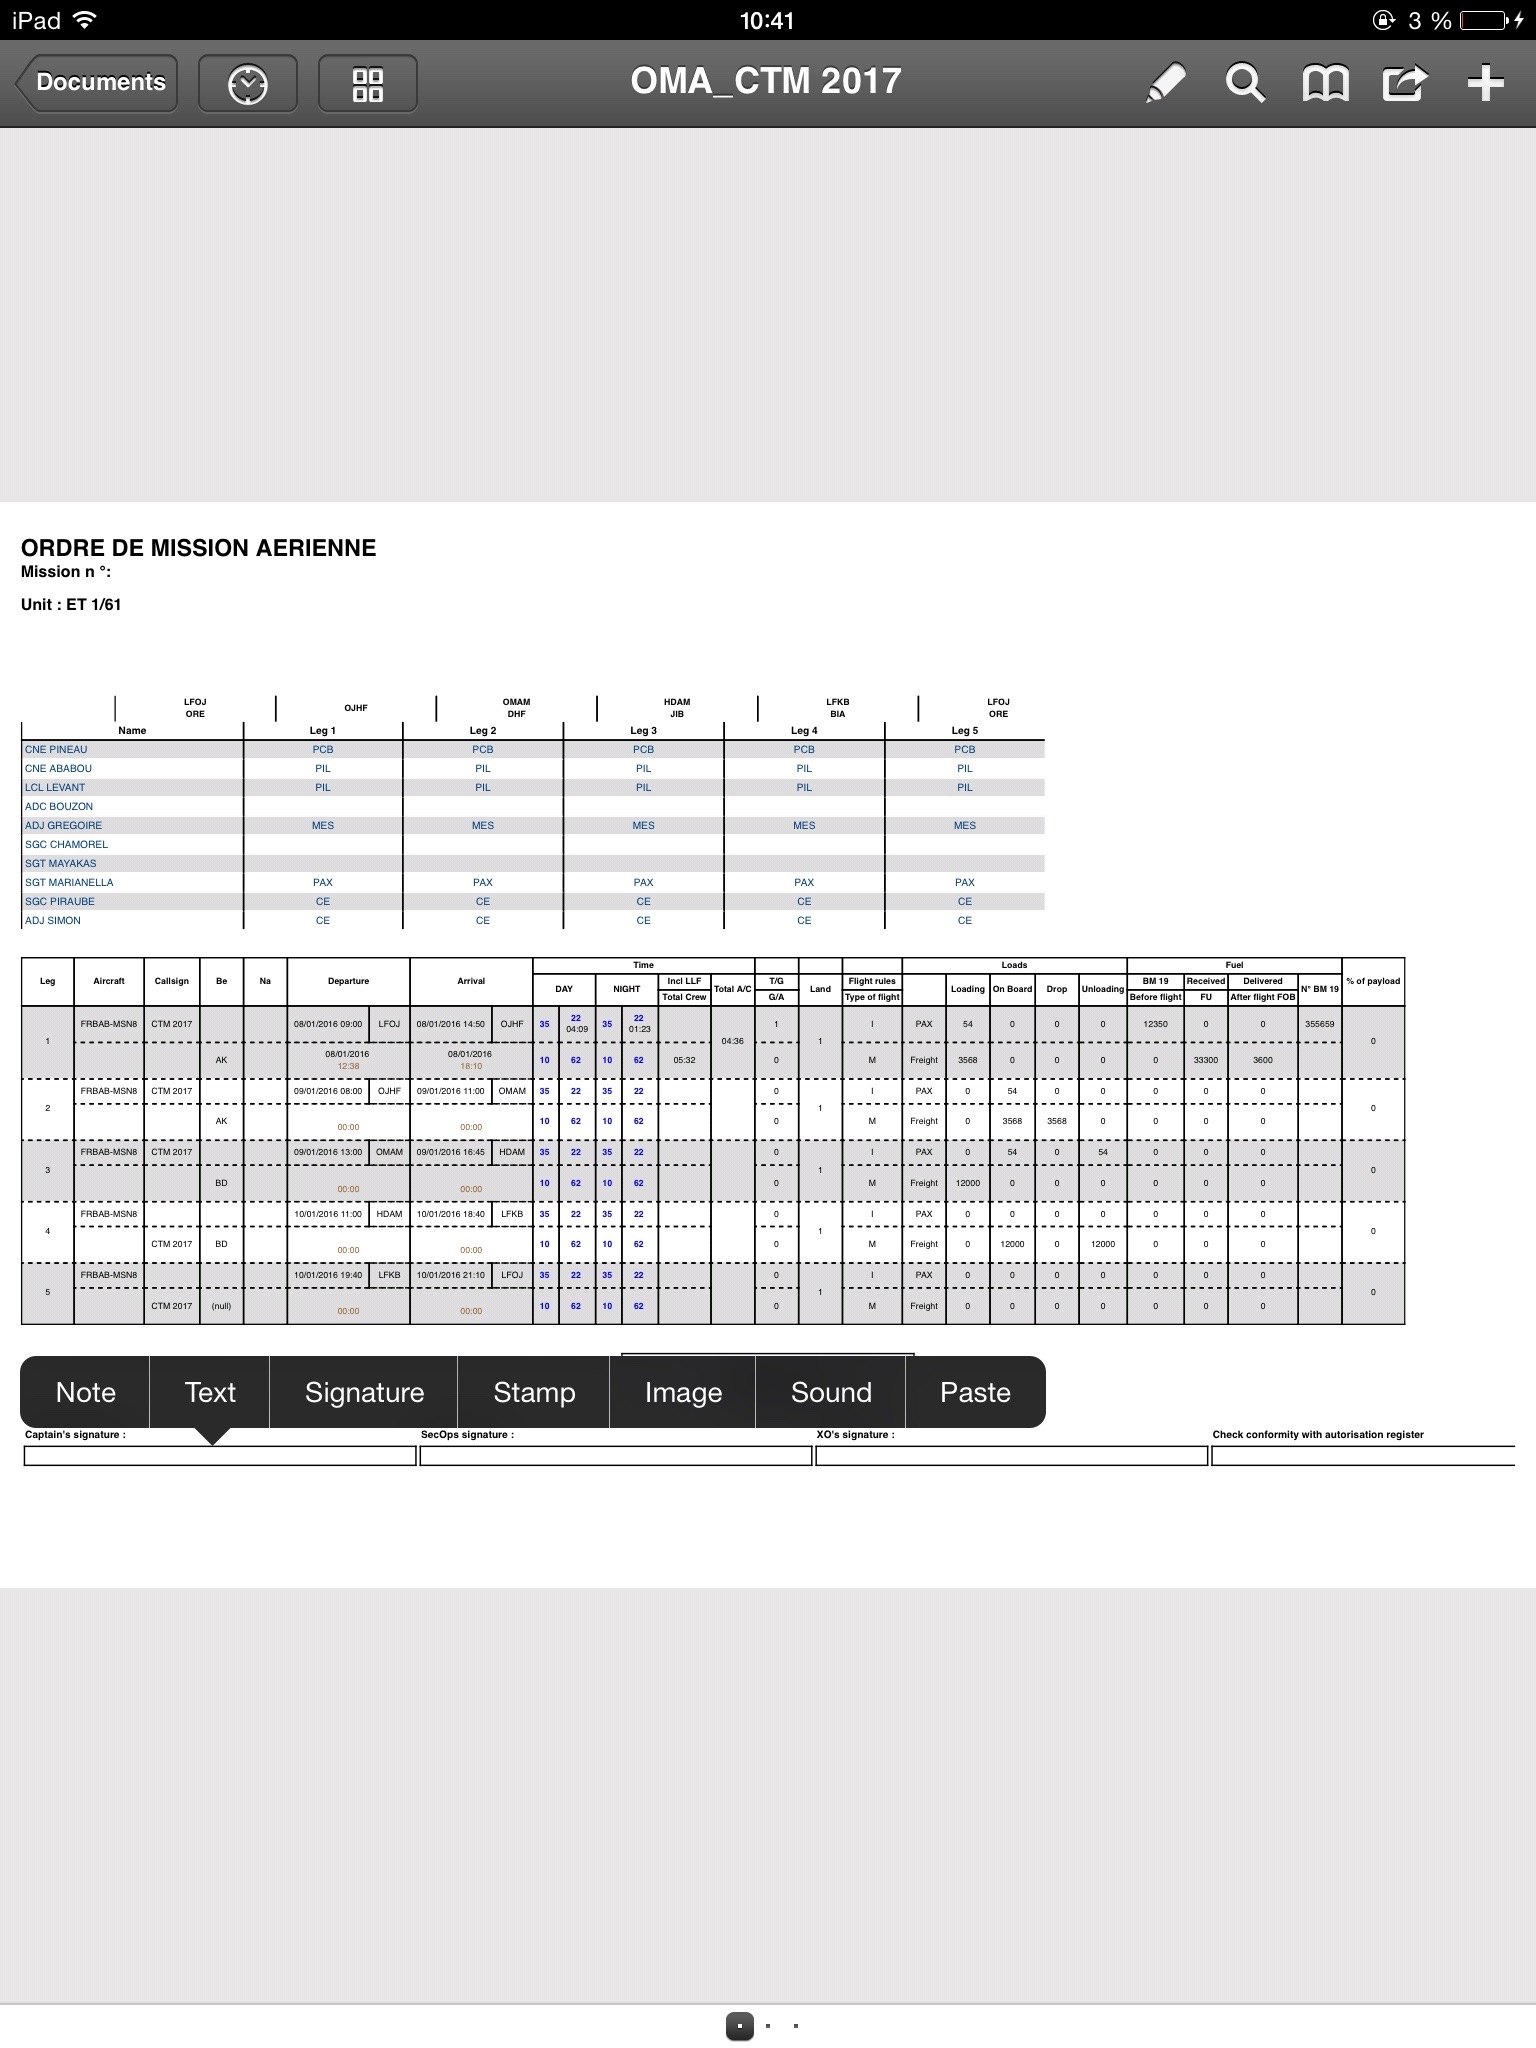 iPad 10:41 3 %
Documents OMA_CTM 2017
ORDRE DE MISSION AERIENNE
Mission n °:
Unit : ET 1/61
LFOJ OJHF OMAM HDAM LFKB LFOJ
ORE DHF JIB BIA ORE
Name Leg 1 Leg 2 Leg 3 Leg 4 Leg 5
CNE PINEAU PCB PCB PCB PCB PCB
CNE ABABOU PIL PIL PIL PIL PIL
LCL LEVANT PIL PIL PIL PIL PIL
ADC BOUZON
ADJ GREGOIRE MES MES MES MES MES
SGC CHAMOREL
SGT MAYAKAS
SGT MARIANELLA PAX PAX PAX PAX PAX
SGC PIRAUBE CE CE CE CE CE
ADJ SIMON CE CE CE CE CE
Time Loads Fuel
Leg Aircraft Callsign Be Na Departure Arrival DAY NIGHT Incl LLF Total A/C T/G Land Flight rules Loading On Board Drop Unloading BM 19 Received Delivered N° BM 19 % of payload
Total Crew G/A Type of flight Before flight FU After flight FOB
1 FRBAB-MSN8 CTM 2017 08/01/2016 09:00 LFOJ 08/01/2016 14:50 OJHF 35 22 04:09 35 22 01:23 04:36 1 1 I PAX 54 0 0 0 12350 0 0 355659 0
AK 08/01/2016 12:38 08/01/2016 18:10 10 62 10 62 05:32 0 M Freight 3568 0 0 0 0 33300 3600
2 FRBAB-MSN8 CTM 2017 09/01/2016 08:00 OJHF 09/01/2016 11:00 OMAM 35 22 35 22 0 1 I PAX 0 54 0 0 0 0 0 0
AK 00:00 00:00 10 62 10 62 0 M Freight 0 3568 3568 0 0 0 0
3 FRBAB-MSN8 CTM 2017 09/01/2016 13:00 OMAM 09/01/2016 16:45 HDAM 35 22 35 22 0 1 I PAX 0 54 0 54 0 0 0 0
BD 00:00 00:00 10 62 10 62 0 M Freight 12000 0 0 0 0 0 0
4 FRBAB-MSN8 10/01/2016 11:00 HDAM 10/01/2016 18:40 LFKB 35 22 35 22 0 1 I PAX 0 0 0 0 0 0 0 0
CTM 2017 BD 00:00 00:00 10 62 10 62 0 M Freight 0 12000 0 12000 0 0 0
5 FRBAB-MSN8 10/01/2016 19:40 LFKB 10/01/2016 21:10 LFOJ 35 22 35 22 0 1 I PAX 0 0 0 0 0 0 0 0
CTM 2017 (null) 00:00 00:00 10 62 10 62 0 M Freight 0 0 0 0 0 0 0
Note Text Signature Stamp Image Sound Paste
Captain's signature : SecOps signature : XO's signature : Check conformity with autorisation register